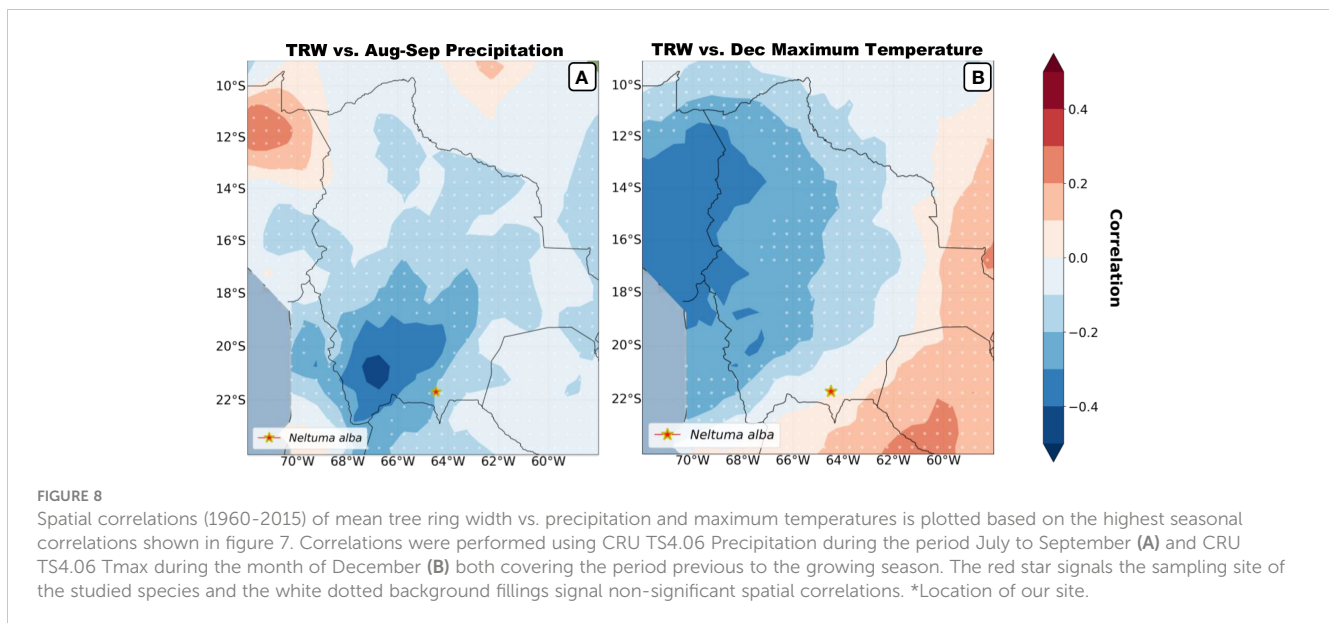 TRW vs. Aug-Sep Precipitation
TRW vs. Dec Maximum Temperature
A
B
10°S
12°S
14°S
16°S
18°S
20°S
22°S
70°W 68°W 66°W 64°W 62°W 60°W
Neltuma alba
10°S
12°S
14°S
16°S
18°S
20°S
22°S
70°W 68°W 66°W 64°W 62°W 60°W
Neltuma alba
0.4
0.2
0.0
−0.2
−0.4
Correlation
FIGURE 8
Spatial correlations (1960-2015) of mean tree ring width vs. precipitation and maximum temperatures is plotted based on the highest seasonal
correlations shown in figure 7. Correlations were performed using CRU TS4.06 Precipitation during the period July to September (A) and CRU
TS4.06 Tmax during the month of December (B) both covering the period previous to the growing season. The red star signals the sampling site of
the studied species and the white dotted background fillings signal non-significant spatial correlations. *Location of our site.